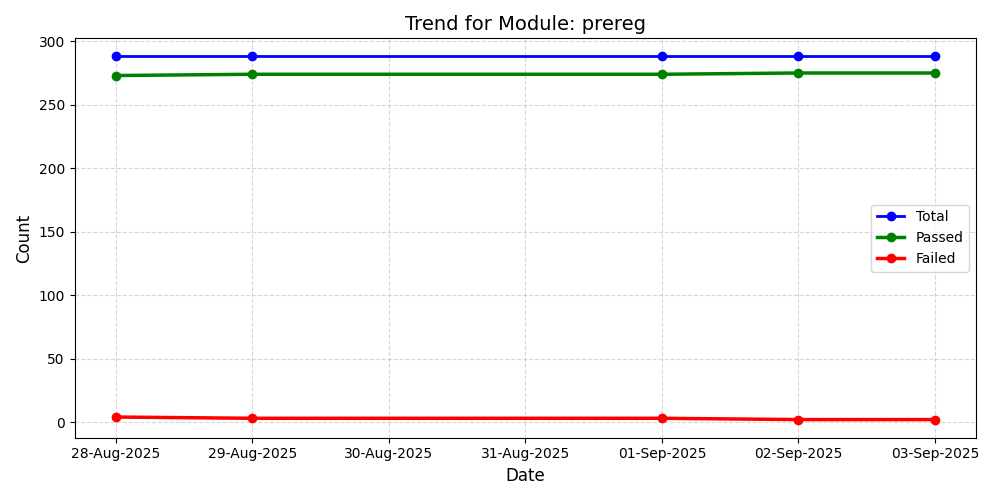 Trend for Module: prereg
300
250
200
150
100
50
0
Count
Total
Passed
Failed
28-Aug-2025 29-Aug-2025 30-Aug-2025 31-Aug-2025 01-Sep-2025 02-Sep-2025 03-Sep-2025
Date